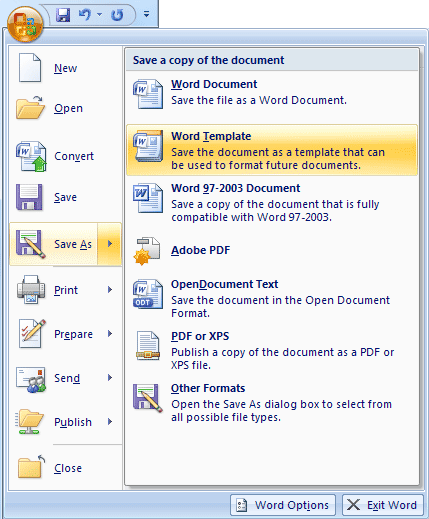 New
Open
Convert
Save
Save As
Print
Prepare
Send
Publish
Close
Save a copy of the document
Word Document
Save the file as a Word Document.
Word Template
Save the document as a template that can
be used to format future documents.
Word 97-2003 Document
Save a copy of the document that is fully
compatible with Word 97-2003.
Adobe PDF
OpenDocument Text
Save the document in the Open Document
Format.
PDF or XPS
Publish a copy of the document as a PDF or
XPS file.
Other Formats
Open the Save As dialog box to select from
all possible file types.
Word Options
Exit Word